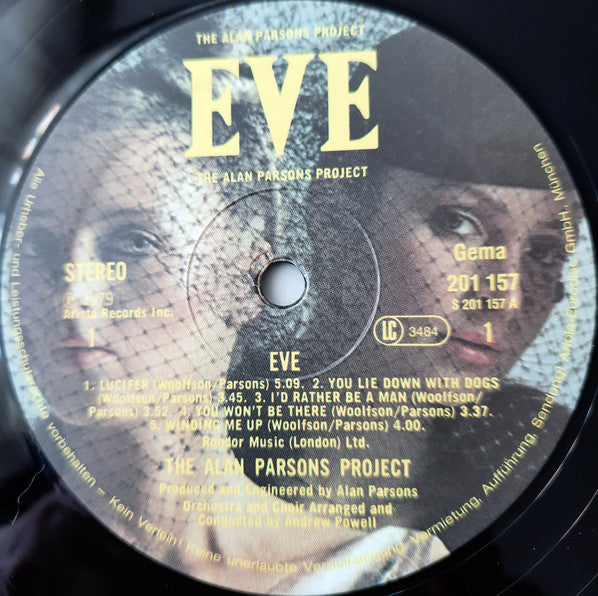 THE ALAN PARSONS PROJECT
EVE
THE ALAN PARSONS PROJECT
STEREO
℗ 1979
Arista Records Inc.
1
Gema
201 157
S 201 157 A
LC 3484
1
EVE
1. LUCIFER (Woolfson/Parsons) 5.09. 2. YOU LIE DOWN WITH DOGS
(Woolfson/Parsons) 3.45. 3. I'D RATHER BE A MAN (Woolfson/
Parsons) 3.52. 4. YOU WON'T BE THERE (Woolfson/Parsons) 3.37.
5. WINDING ME UP (Woolfson/Parsons) 4.00.
Rondor Music (London) Ltd.
THE ALAN PARSONS PROJECT
Produced and Engineered by Alan Parsons
Orchestra and Choir Arranged and
Conducted by Andrew Powell
Alle Urheber- und Leistungsschutzrechte vorbehalten – Kein Verleih! Keine unerlaubte Vervielfältigung, Vermietung, Aufführung, Sendung! Ariola-Eurodisc GmbH, München